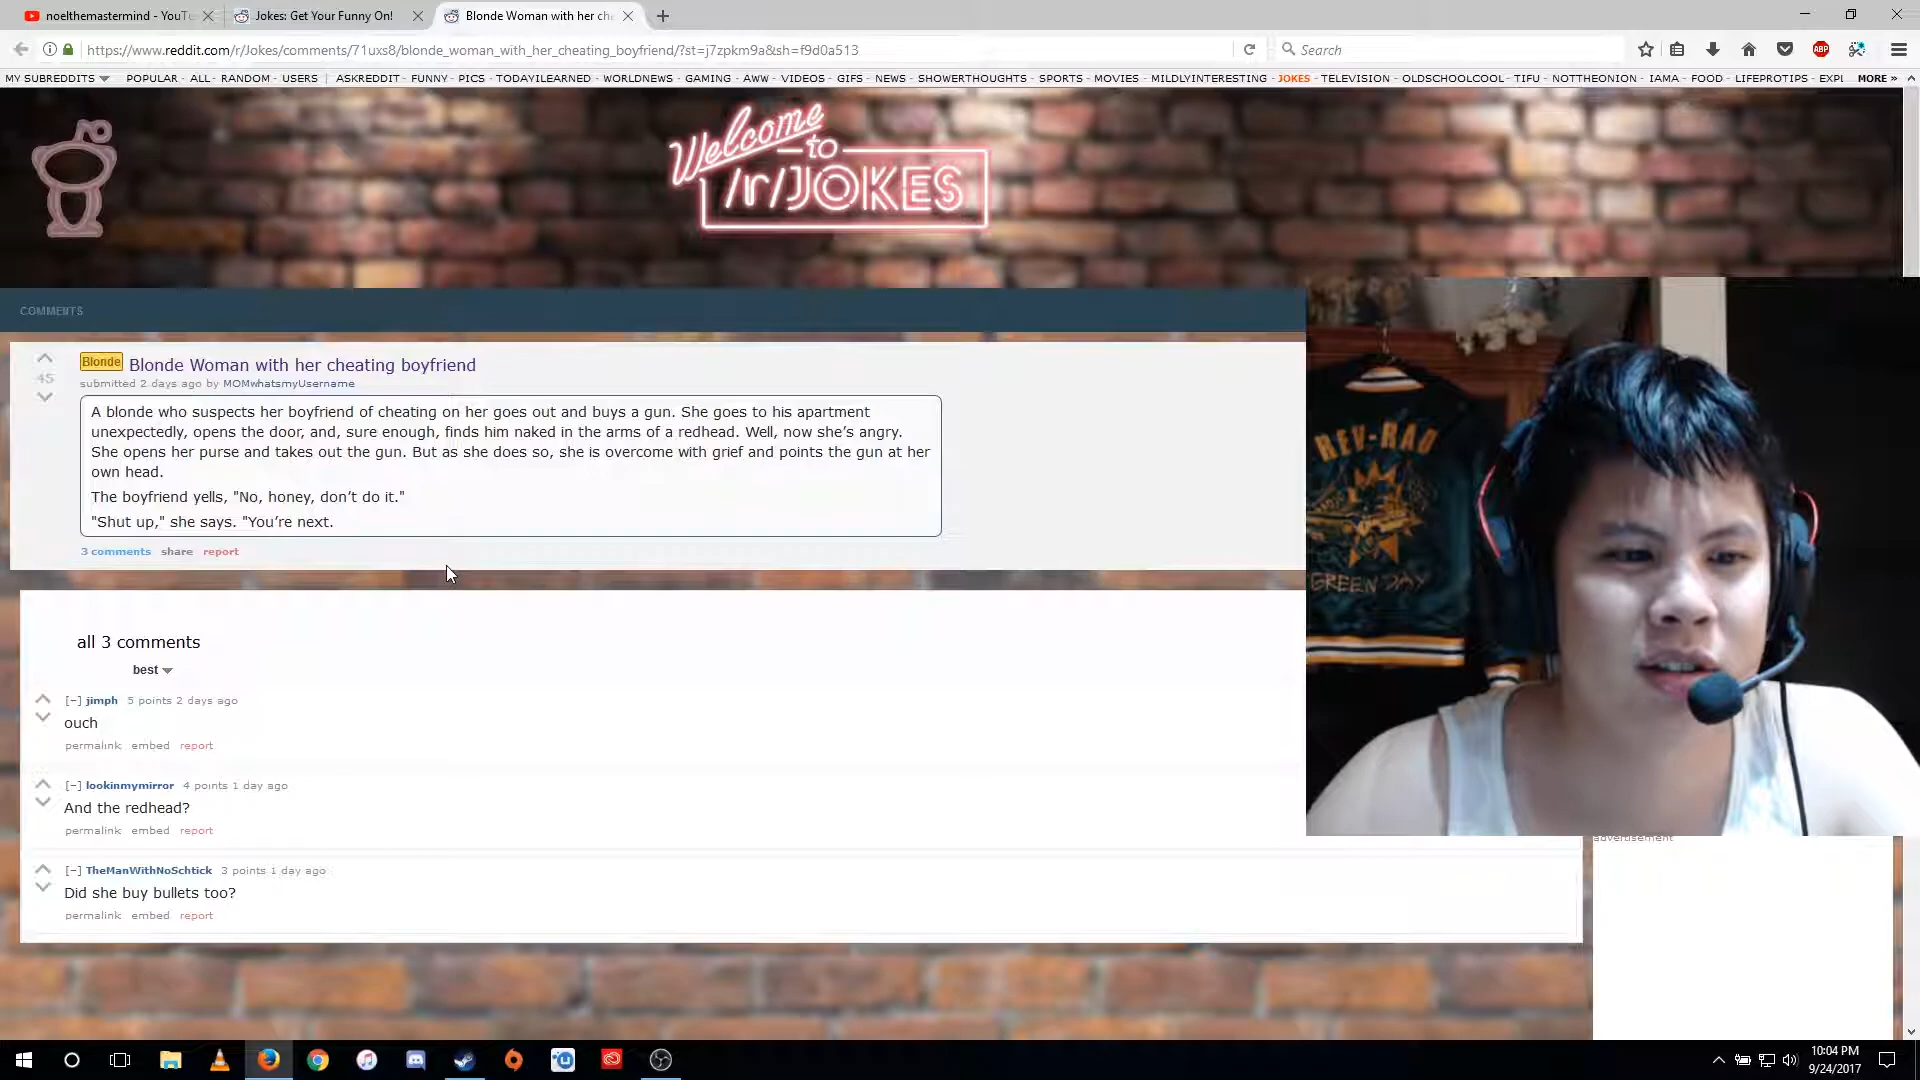 noelthemastermind - YouT
Jokes: Get Your Funny On!
Blonde Woman with her che
https://www.reddit.com/r/Jokes/comments/71uxs8/blonde_woman_with_her_cheating_boyfriend/?st=j7zpkm9a&sh=f9d0a513
Search
ABP
MY SUBREDDITS POPULAR - ALL - RANDOM - USERS | ASKREDDIT - FUNNY - PICS - TODAYILEARNED - WORLDNEWS - GAMING - AWW - VIDEOS - GIFS - NEWS - SHOWERTHOUGHTS - SPORTS - MOVIES - MILDLYINTERESTING - JOKES - TELEVISION - OLDSCHOOLCOOL - TIFU - NOTTHEONION - IAMA - FOOD - LIFEPROTIPS - EXPL MORE »
Welcome
to
/r/JOKES
COMMENTS
Blonde Blonde Woman with her cheating boyfriend
45
submitted 2 days ago by MOMwhatsmyUsername
A blonde who suspects her boyfriend of cheating on her goes out and buys a gun. She goes to his apartment
unexpectedly, opens the door, and, sure enough, finds him naked in the arms of a redhead. Well, now she’s angry.
She opens her purse and takes out the gun. But as she does so, she is overcome with grief and points the gun at her
own head.
The boyfriend yells, "No, honey, don’t do it."
"Shut up," she says. "You’re next.
3 comments share report
REV-RAD
GREEN DAY
all 3 comments
best
[–] jimph 5 points 2 days ago
ouch
permalink embed report
[–] lookinmymirror 4 points 1 day ago
And the redhead?
permalink embed report
advertisement
[–] TheManWithNoSchtick 3 points 1 day ago
Did she buy bullets too?
permalink embed report
10:04 PM
9/24/2017